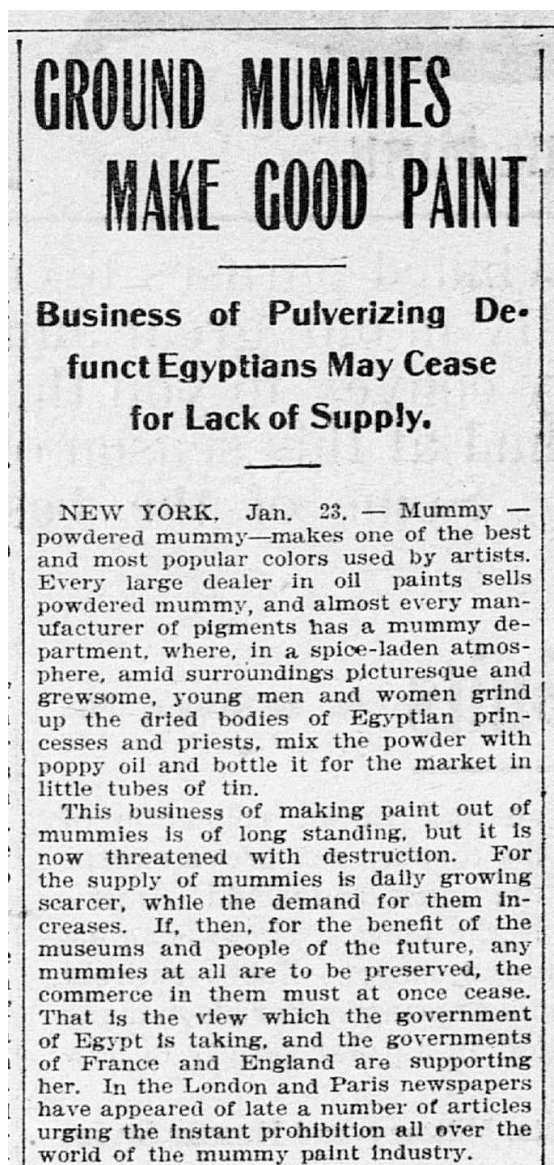 GROUND MUMMIES
MAKE GOOD PAINT
Business of Pulverizing De-
funct Egyptians May Cease
for Lack of Supply.
NEW YORK, Jan. 23. — Mummy —
powdered mummy—makes one of the best
and most popular colors used by artists.
Every large dealer in oil paints sells
powdered mummy, and almost every man-
ufacturer of pigments has a mummy de-
partment, where, in a spice-laden atmos-
phere, amid surroundings picturesque and
grewsome, young men and women grind
up the dried bodies of Egyptian prin-
cesses and priests, mix the powder with
poppy oil and bottle it for the market in
little tubes of tin.
This business of making paint out of
mummies is of long standing, but it is
now threatened with destruction. For
the supply of mummies is daily growing
scarcer, while the demand for them in-
creases. If, then, for the benefit of the
museums and people of the future, any
mummies at all are to be preserved, the
commerce in them must at once cease.
That is the view which the government
of Egypt is taking, and the governments
of France and England are supporting
her. In the London and Paris newspapers
have appeared of late a number of articles
urging the instant prohibition all over the
world of the mummy paint industry.